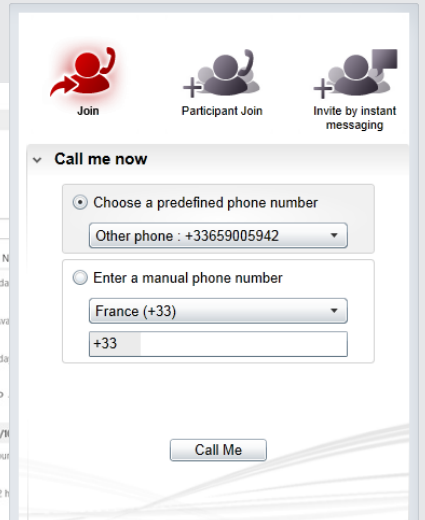 Join
Participant Join
Invite by instant
messaging
Call me now
Choose a predefined phone number
Other phone : +33659005942
Enter a manual phone number
France (+33)
+33
Call Me